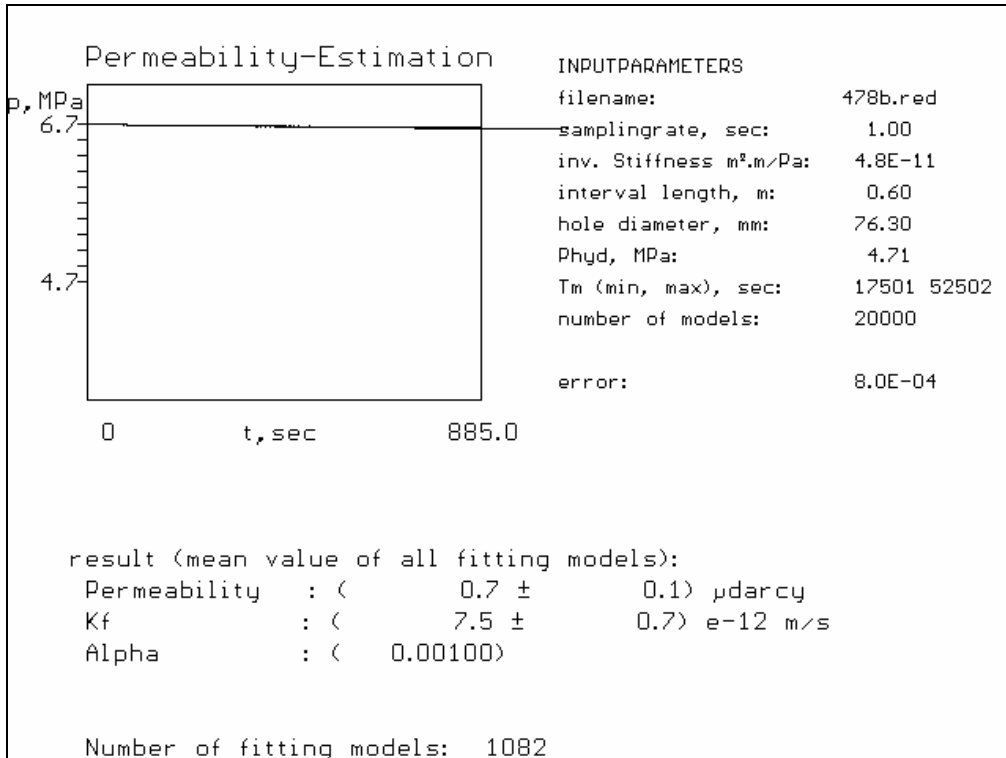 Permeability-Estimation
p,MPa
6.7
4.7
0 t,sec 885.0
INPUTPARAMETERS
filename: 478b.red
samplingrate, sec: 1.00
inv. Stiffness m².m/Pa: 4.8E-11
interval length, m: 0.60
hole diameter, mm: 76.30
Phyd, MPa: 4.71
Tm (min, max), sec: 17501 52502
number of models: 20000
error: 8.0E-04
result (mean value of all fitting models):
Permeability : ( 0.7 ± 0.1) µdarcy
Kf : ( 7.5 ± 0.7) e-12 m/s
Alpha : ( 0.00100)
Number of fitting models: 1082